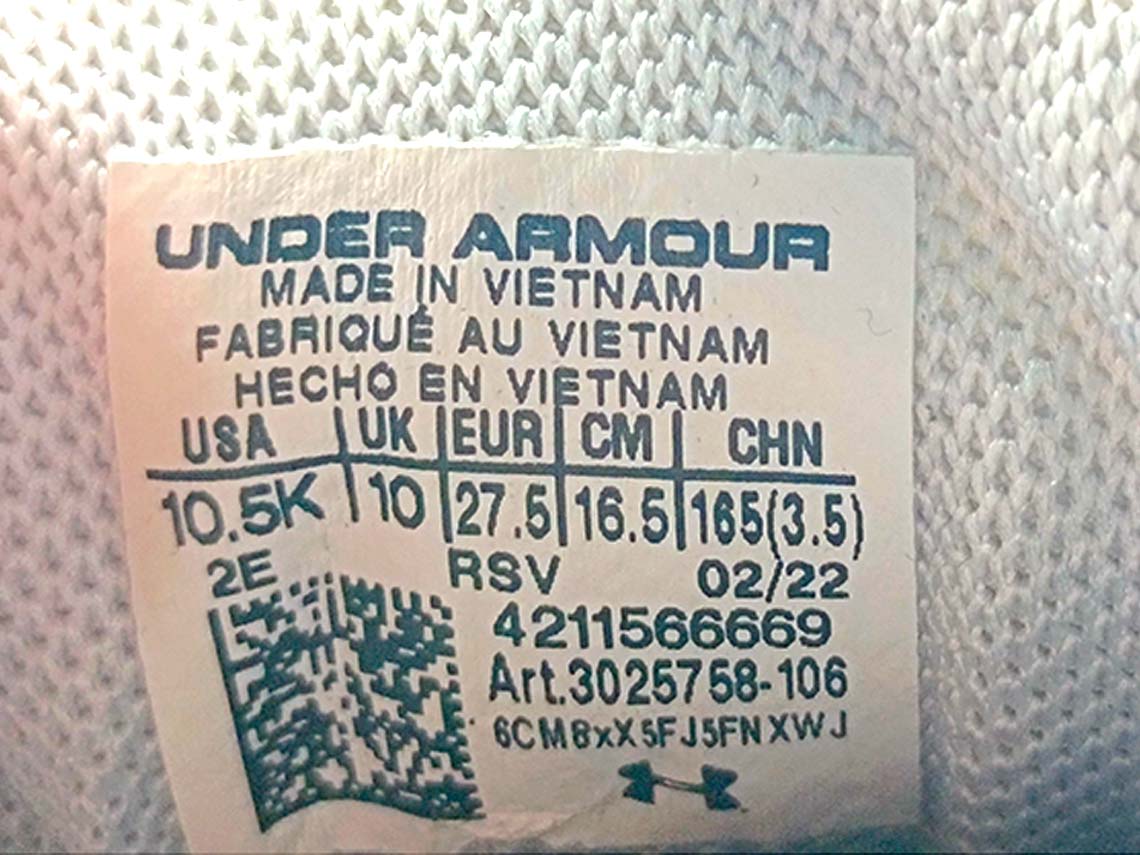 UNDER ARMOUR
MADE IN VIETNAM
FABRIQUÉ AU VIETNAM
HECHO EN VIETNAM
USA UK EUR CM CHN
10.5K 10 27.5 16.5 165(3.5)
2E RSV 02/22
4211566669
Art.3025758-106
6CM8xX5FJ5FNXWJ